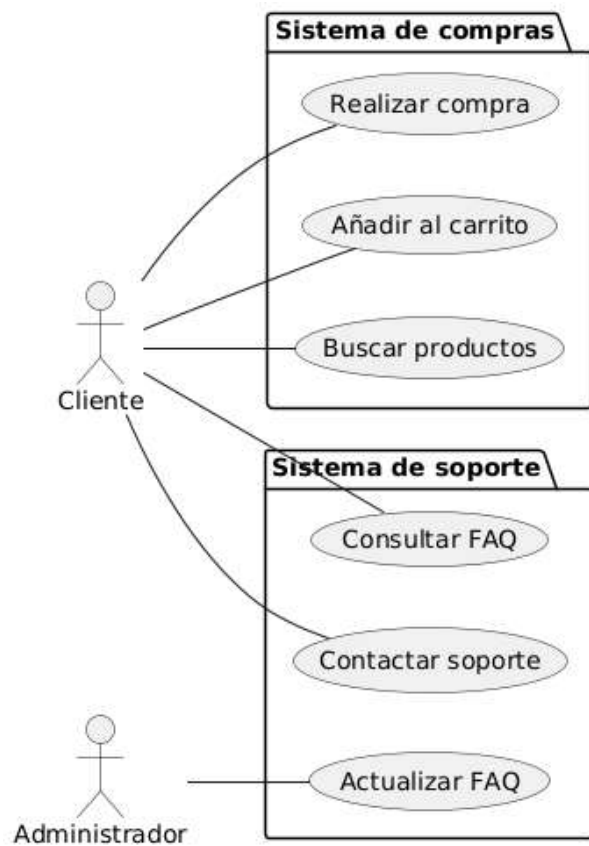 Sistema de compras
Realizar compra
Añadir al carrito
Buscar productos
Cliente
Sistema de soporte
Consultar FAQ
Contactar soporte
Actualizar FAQ
Administrador